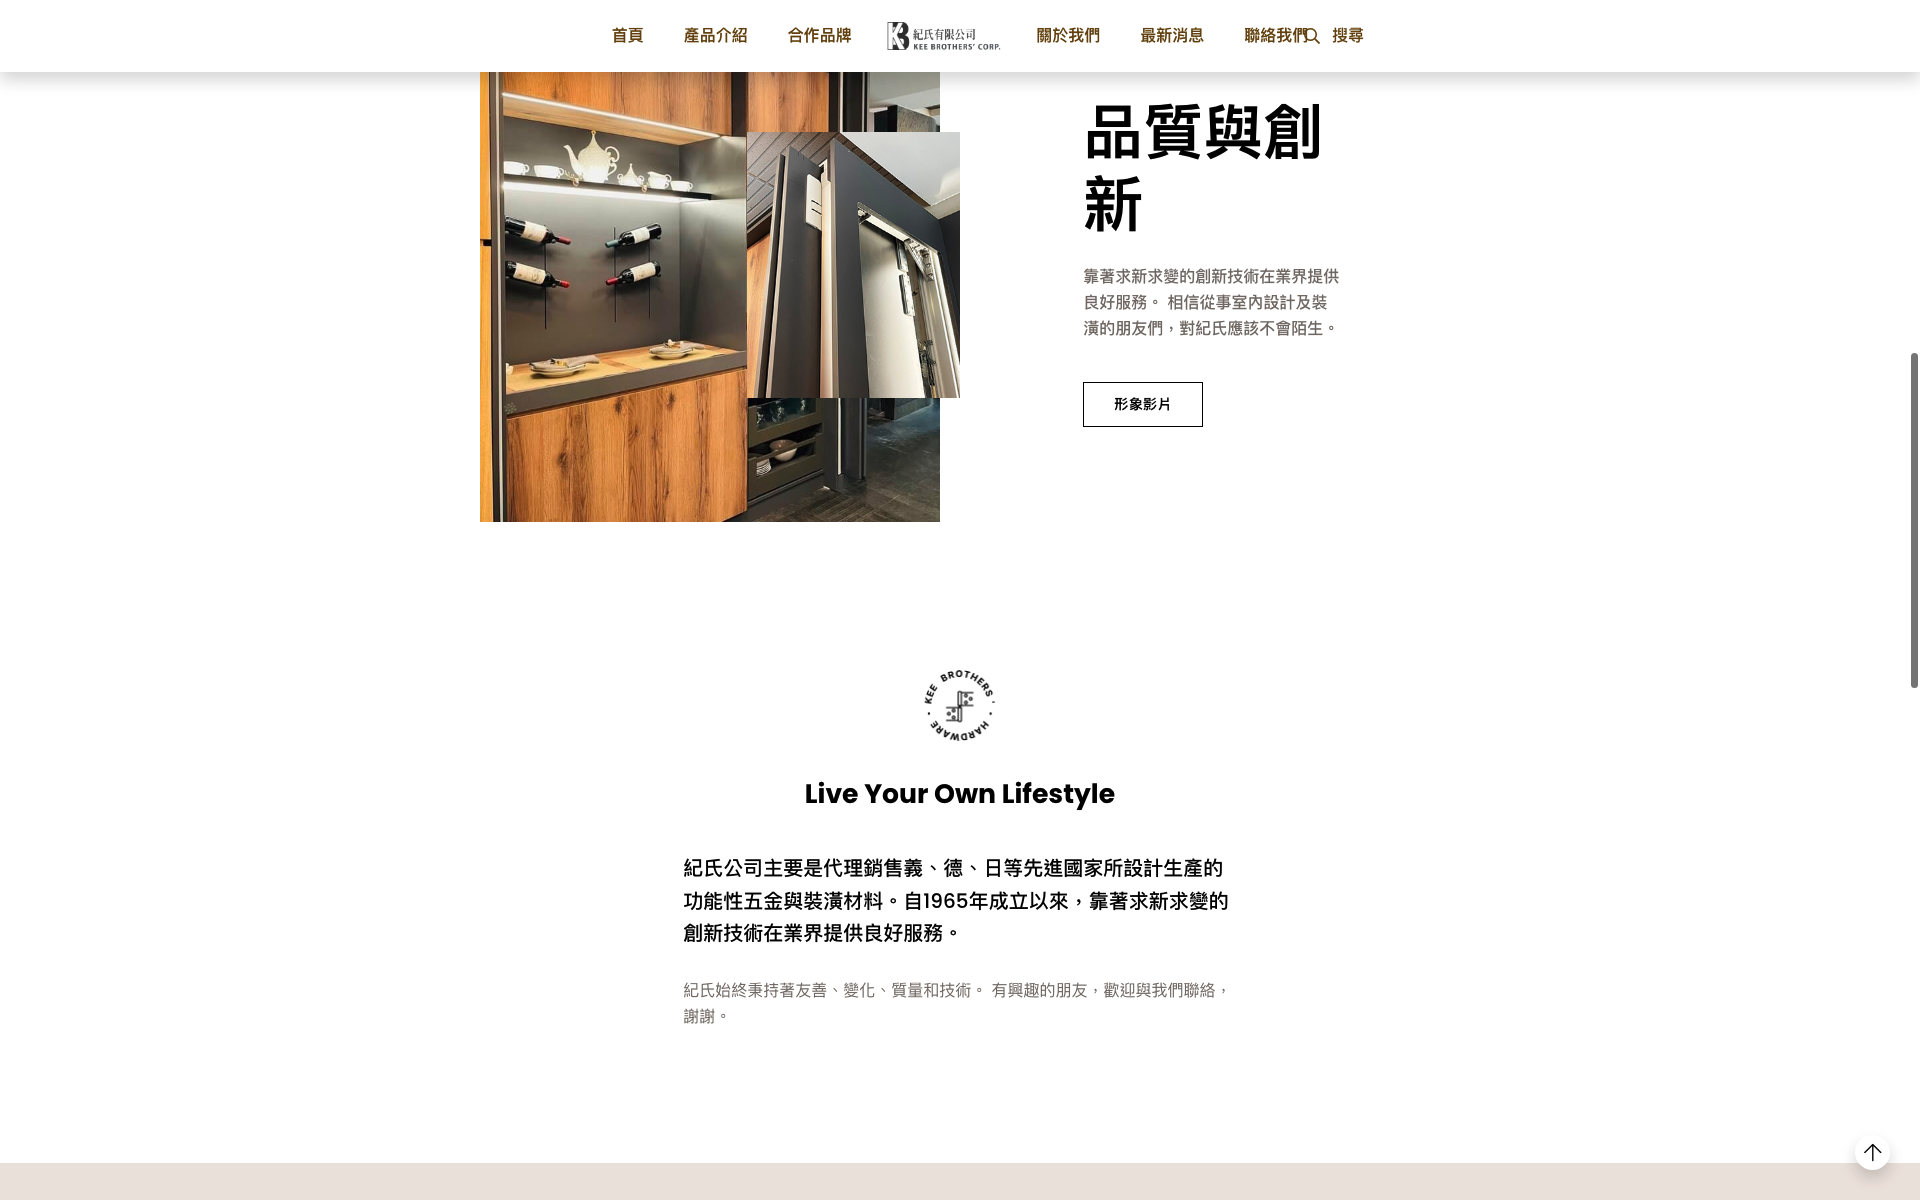 首頁 產品介紹 合作品牌 紀氏有限公司 關於我們 最新消息 聯絡我們 搜尋
KEE BROTHERS' CORP.
品質與創
新
靠著求新求變的創新技術在業界提供
良好服務。 相信從事室內設計及裝
潢的朋友們，對紀氏應該不會陌生。
形象影片
KEE BROTHERS' • HARDWARE •
Live Your Own Lifestyle
紀氏公司主要是代理銷售義、德、日等先進國家所設計生產的
功能性五金與裝潢材料。自1965年成立以來，靠著求新求變的
創新技術在業界提供良好服務。
紀氏始終秉持著友善、變化、質量和技術。 有興趣的朋友，歡迎與我們聯絡，
謝謝。